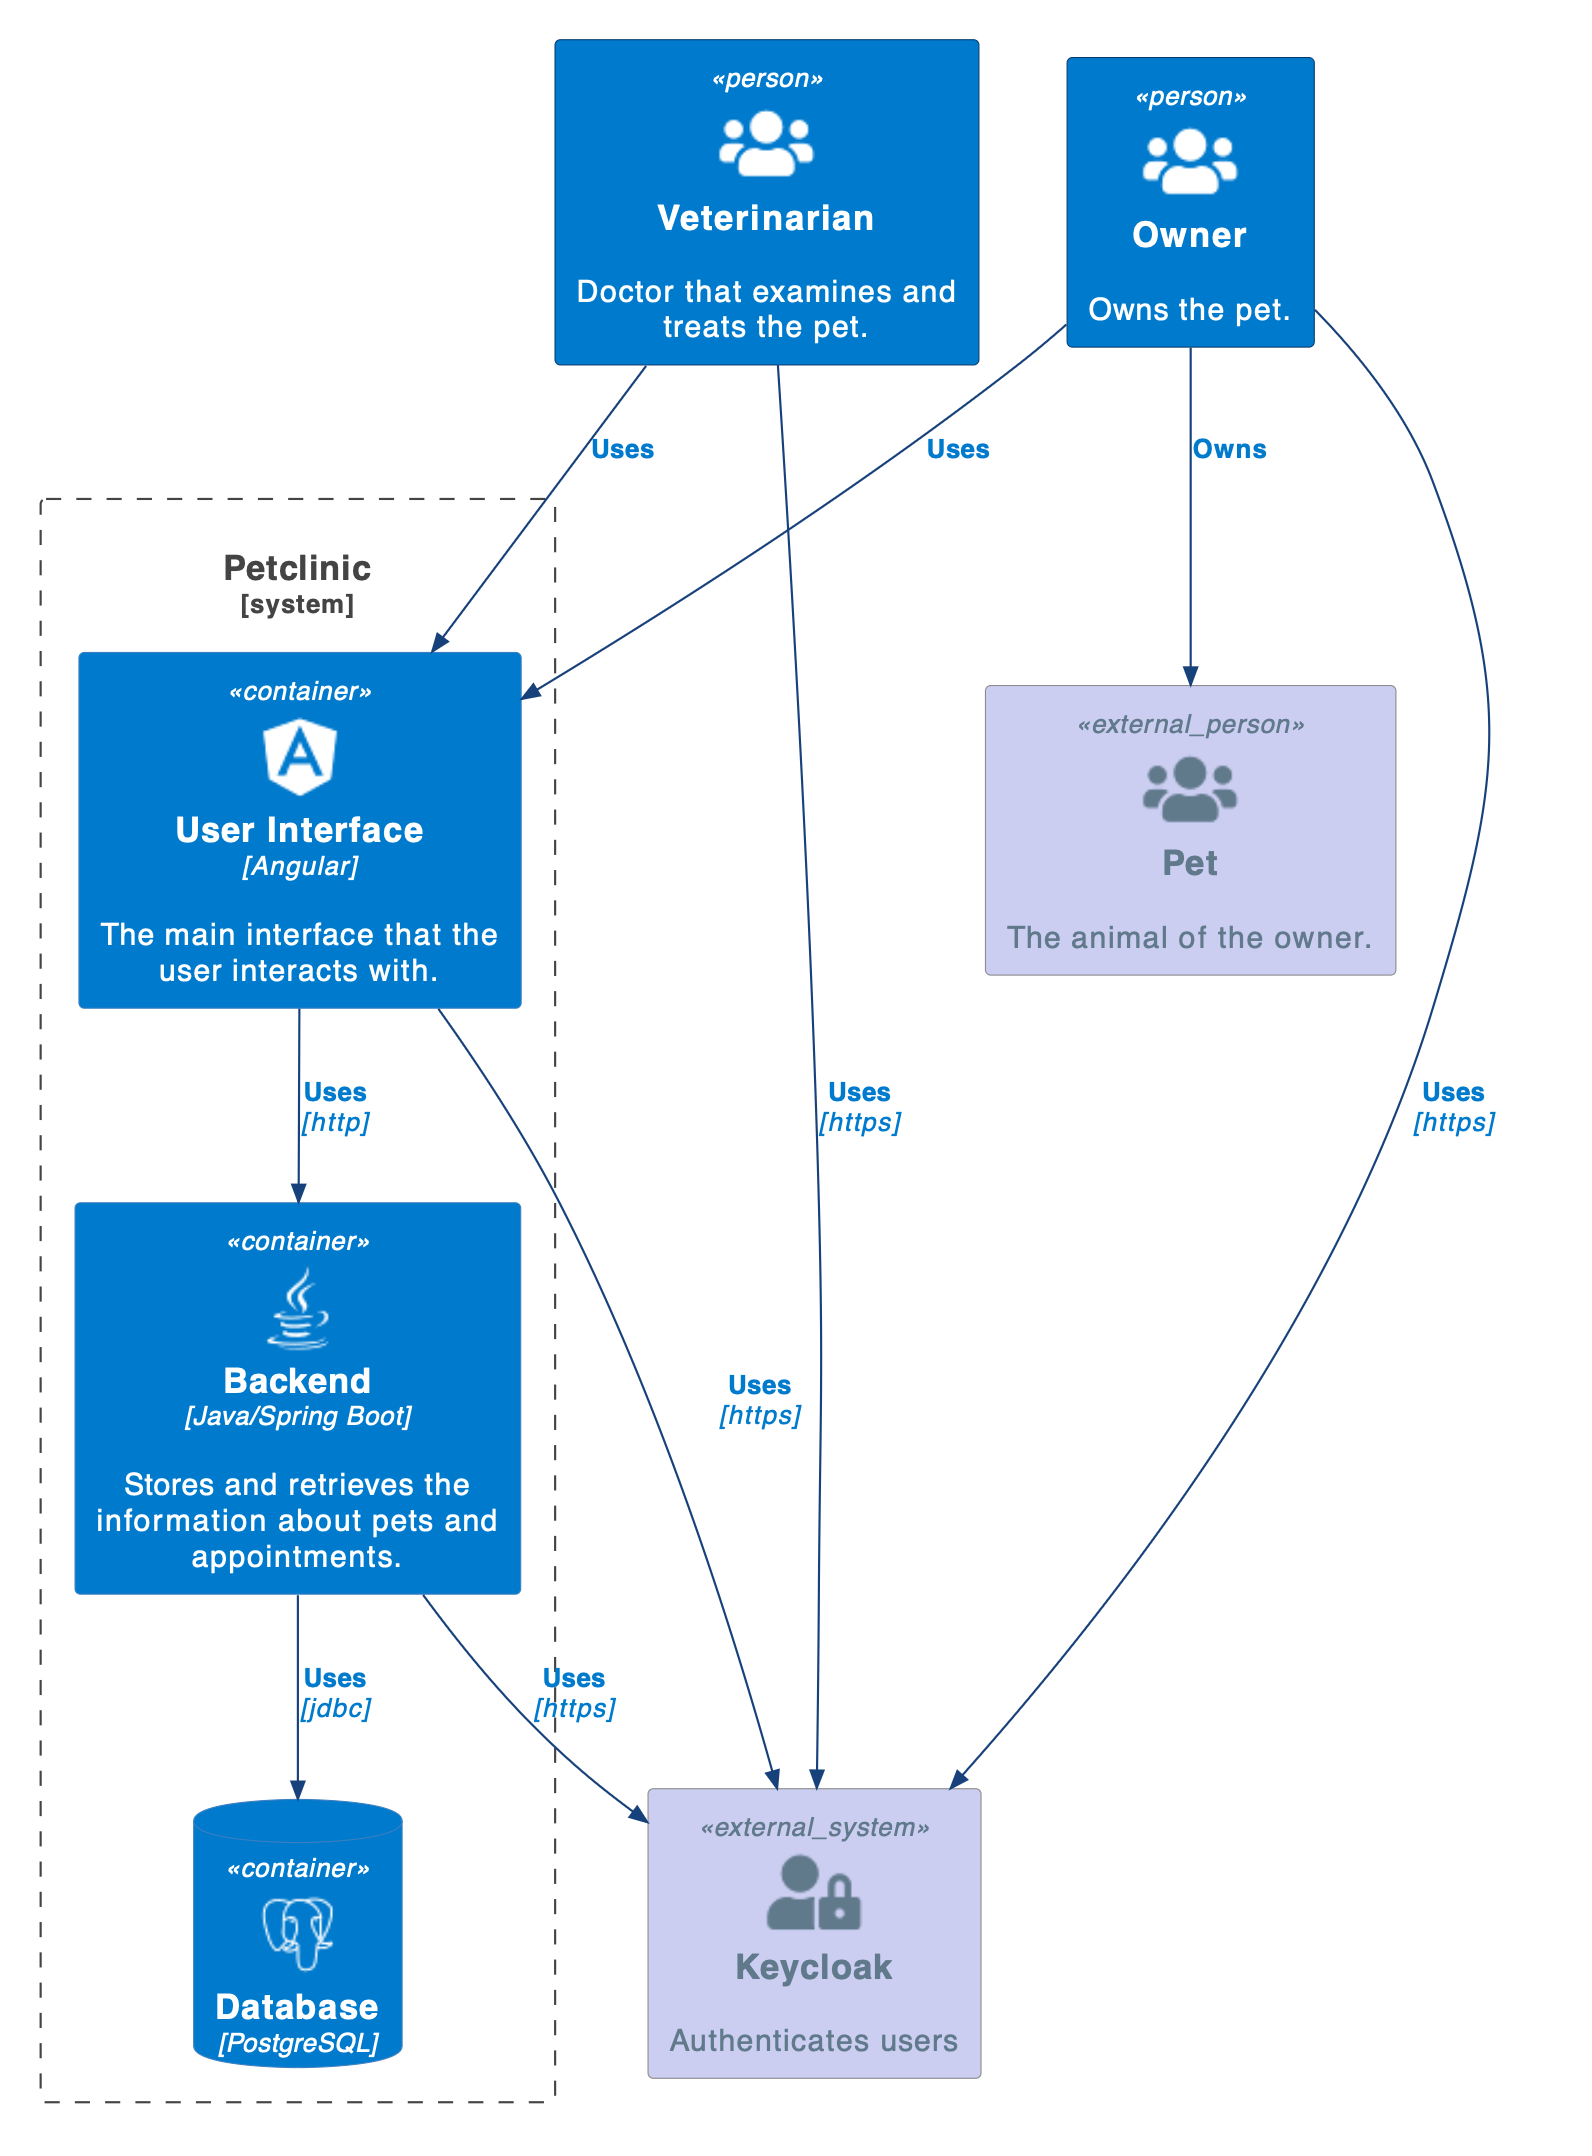 «person»
Veterinarian
Doctor that examines and
treats the pet.
«person»
Owner
Owns the pet.
Uses
Uses
Owns
Petclinic
[system]
«container»
User Interface
[Angular]
The main interface that the
user interacts with.
«external_person»
Pet
The animal of the owner.
Uses
[http]
Uses
[https]
Uses
[https]
«container»
Backend
[Java/Spring Boot]
Stores and retrieves the
information about pets and
appointments.
Uses
[https]
Uses
[jdbc]
Uses
[https]
«container»
Database
[PostgreSQL]
«external_system»
Keycloak
Authenticates users